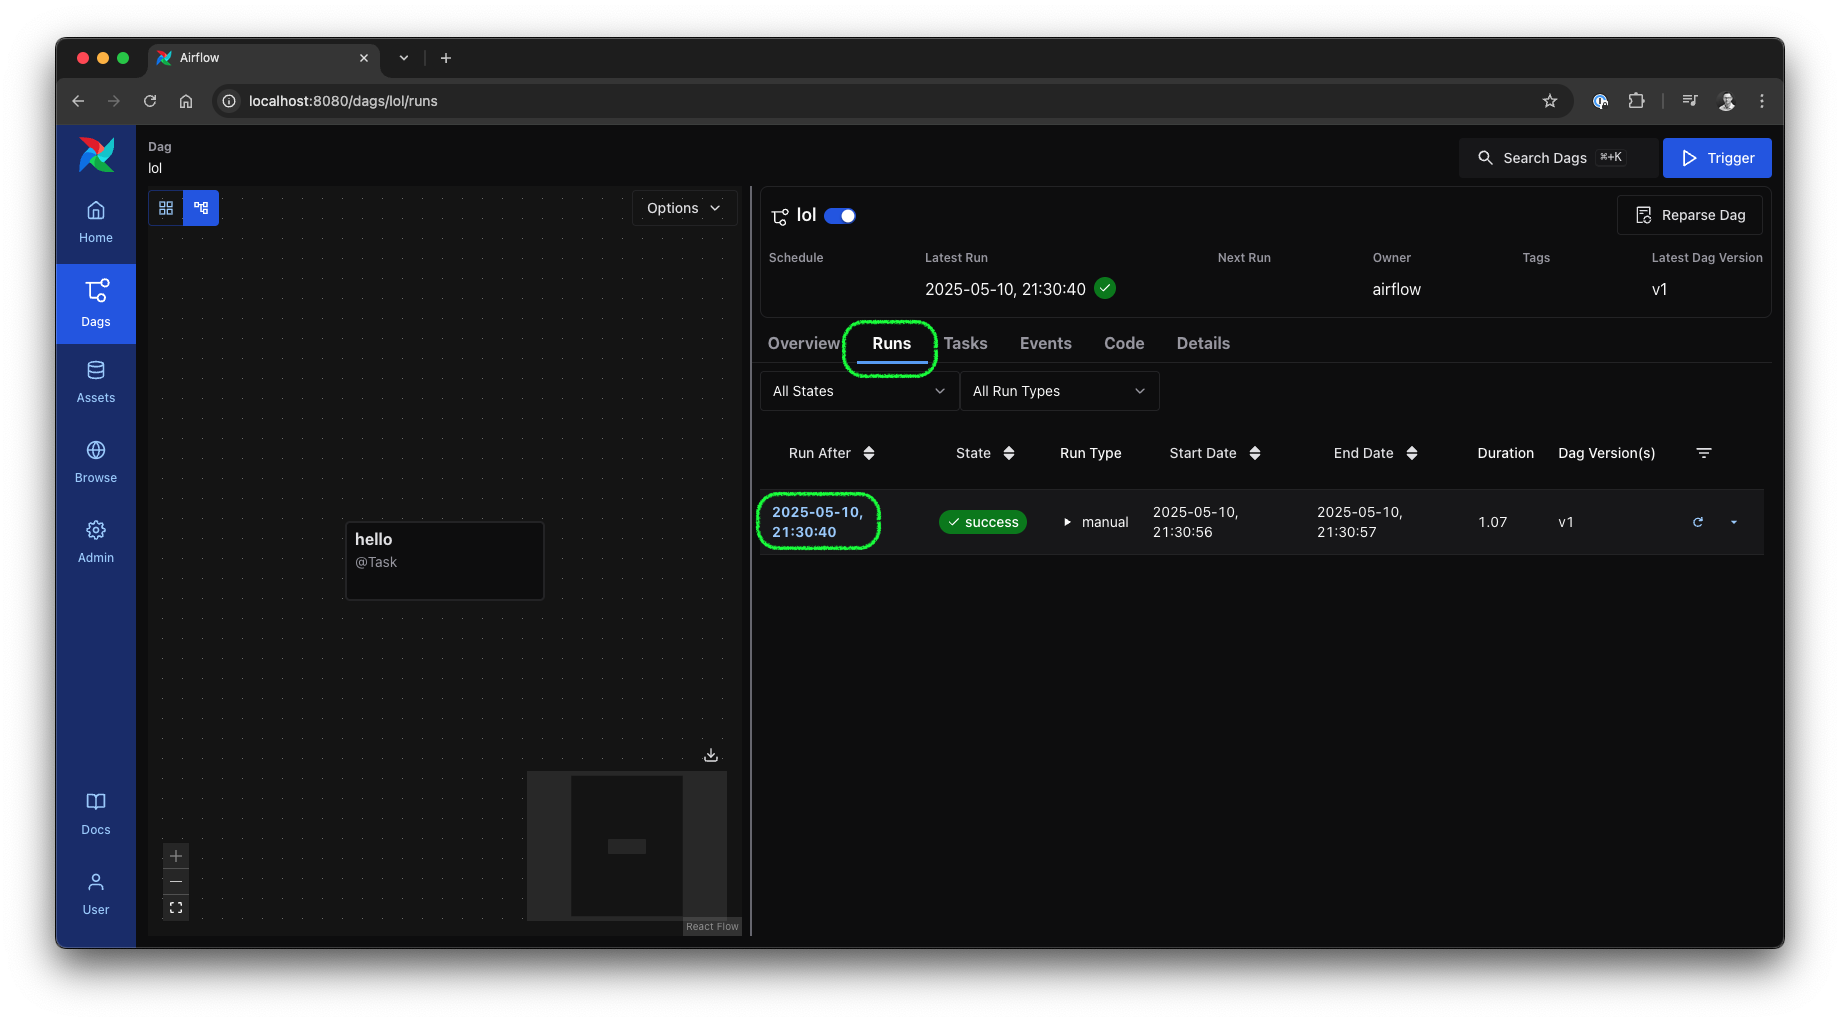 Airflow
localhost:8080/dags/lol/runs
Dag
lol
Search Dags ⌘+K
Trigger
Home
Dags
Assets
Browse
Admin
Docs
User
Options
hello
@Task
React Flow
lol
Reparse Dag
Schedule Latest Run Next Run Owner Tags Latest Dag Version
2025-05-10, 21:30:40 airflow v1
Overview Runs Tasks Events Code Details
All States All Run Types
Run After State Run Type Start Date End Date Duration Dag Version(s)
2025-05-10, 21:30:40 success manual 2025-05-10, 21:30:56 2025-05-10, 21:30:57 1.07 v1